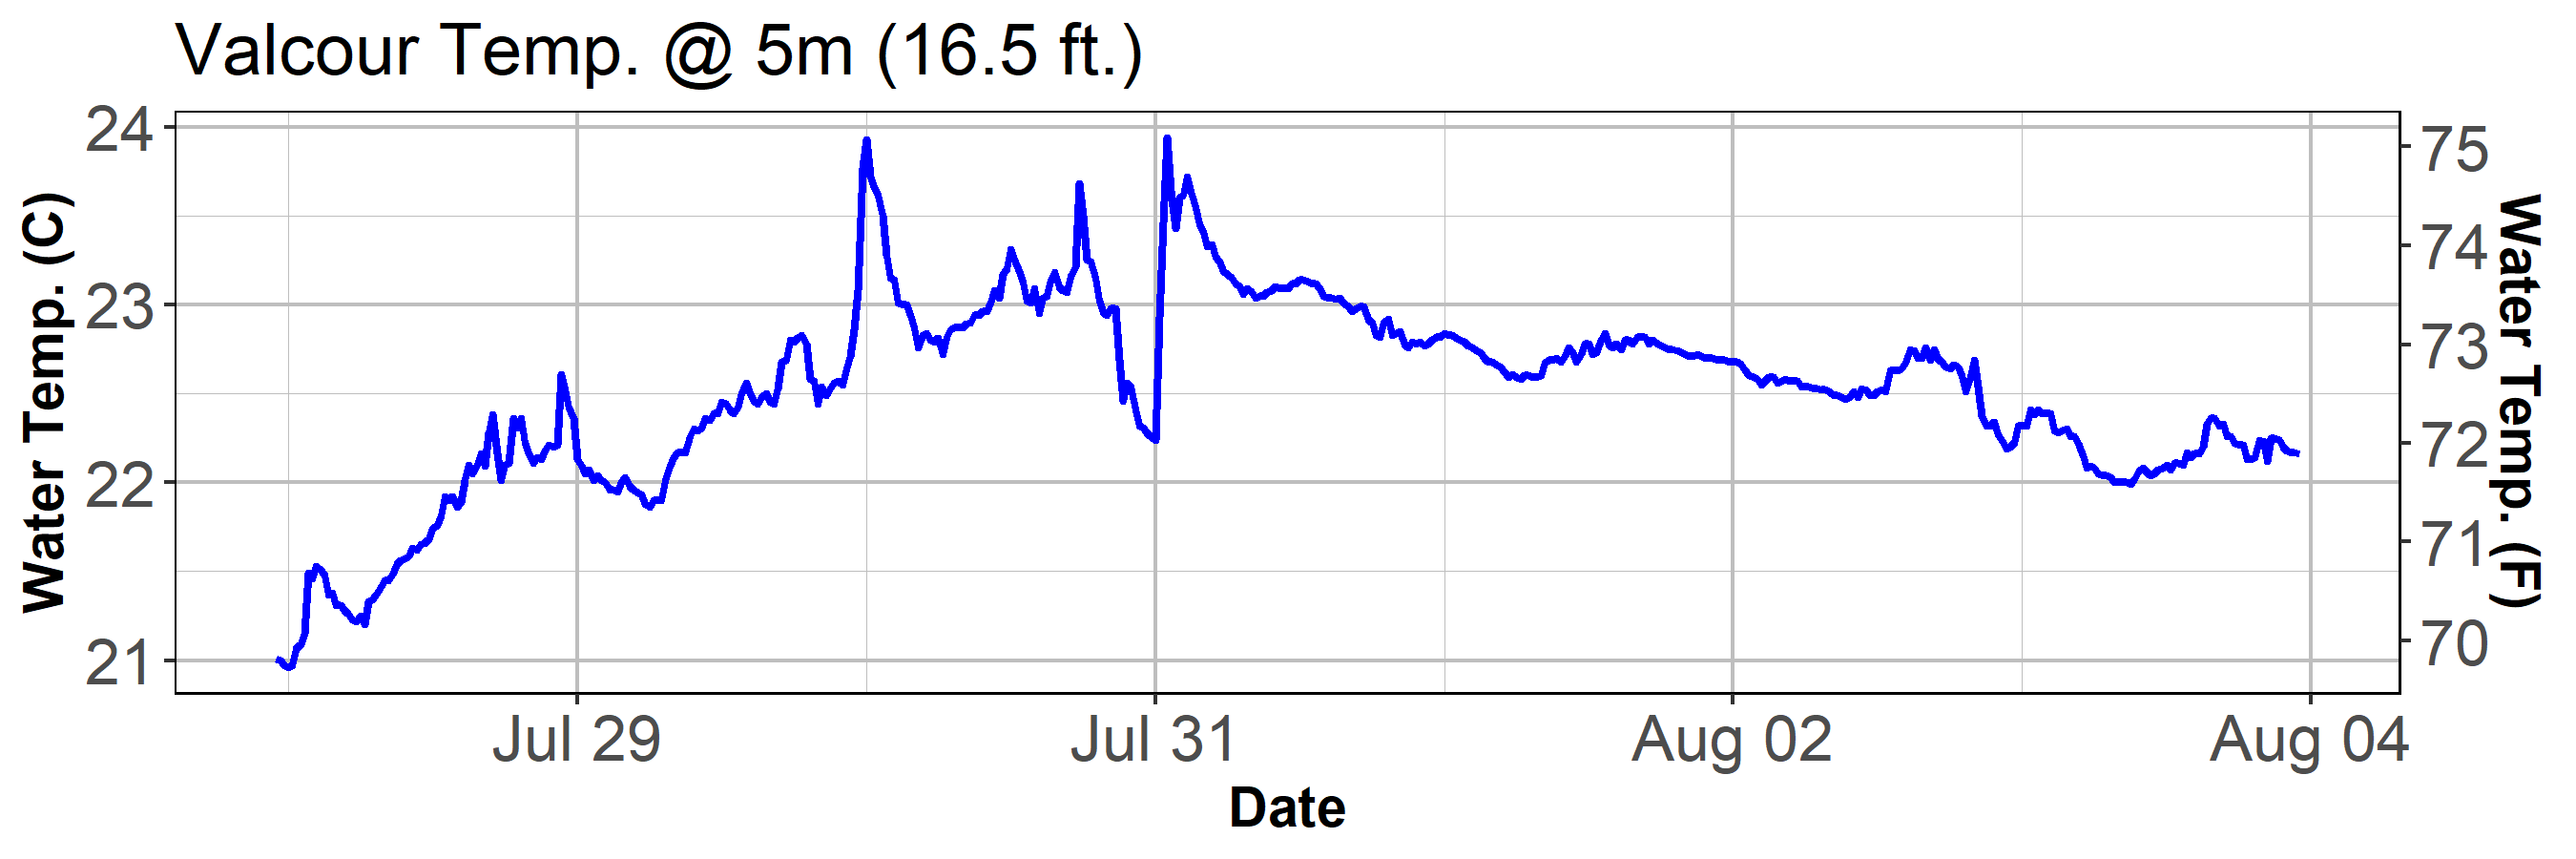 Valcour Temp. @ 5m (16.5 ft.)
Water Temp. (C)
24
23
22
21
75
74
73
72
71
70
Water Temp. (F)
Jul 29 Jul 31 Aug 02 Aug 04
Date